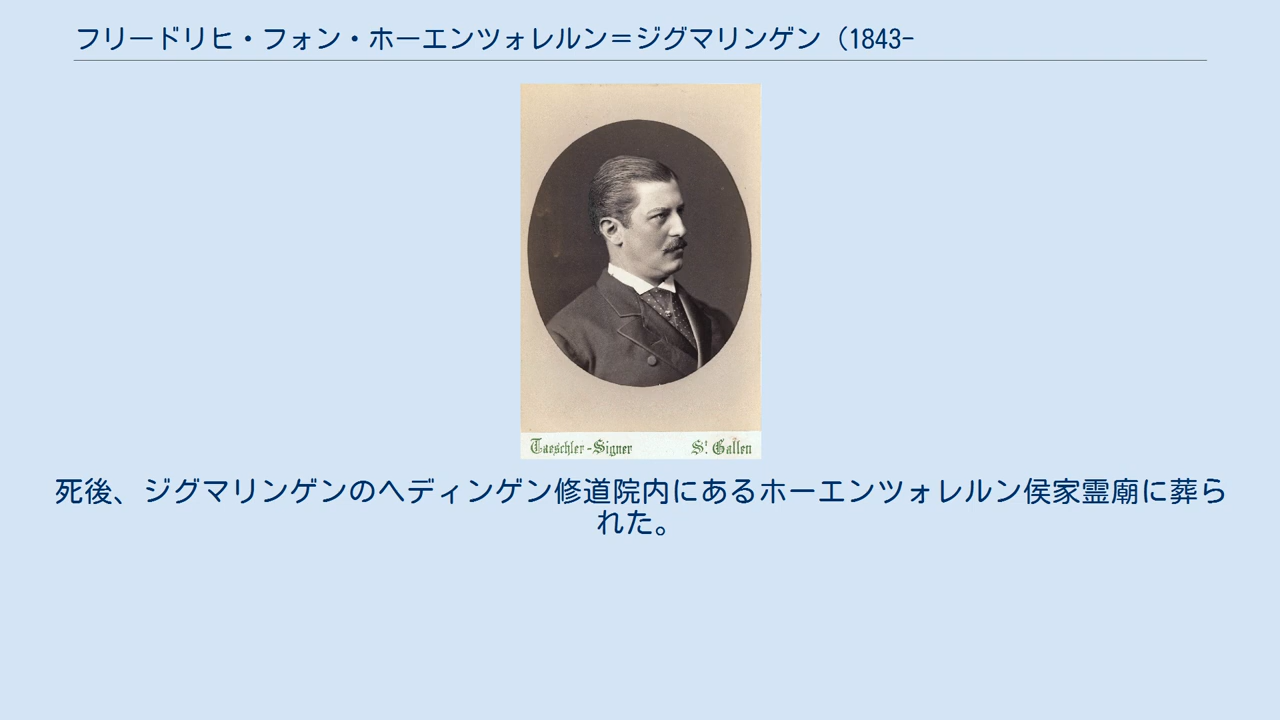 フリードリヒ・フォン・ホーエンツォレルン＝ジグマリンゲン（1843-
Taeschler-Signer St Gallen
死後、ジグマリンゲンのヘディンゲン修道院内にあるホーエンツォレルン侯家霊廟に葬ら
れた。